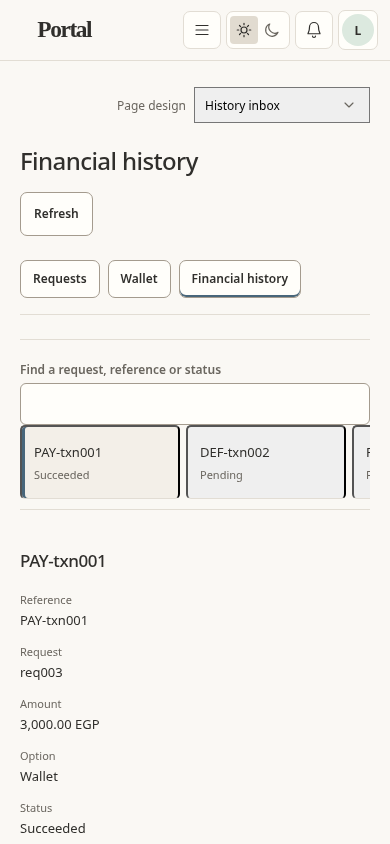 Portal
L
Page design
History inbox
Financial history
Refresh
Requests
Wallet
Financial history
Find a request, reference or status
PAY-txn001
Succeeded
DEF-txn002
Pending
PAY-txn001
Reference
PAY-txn001
Request
req003
Amount
3,000.00 EGP
Option
Wallet
Status
Succeeded